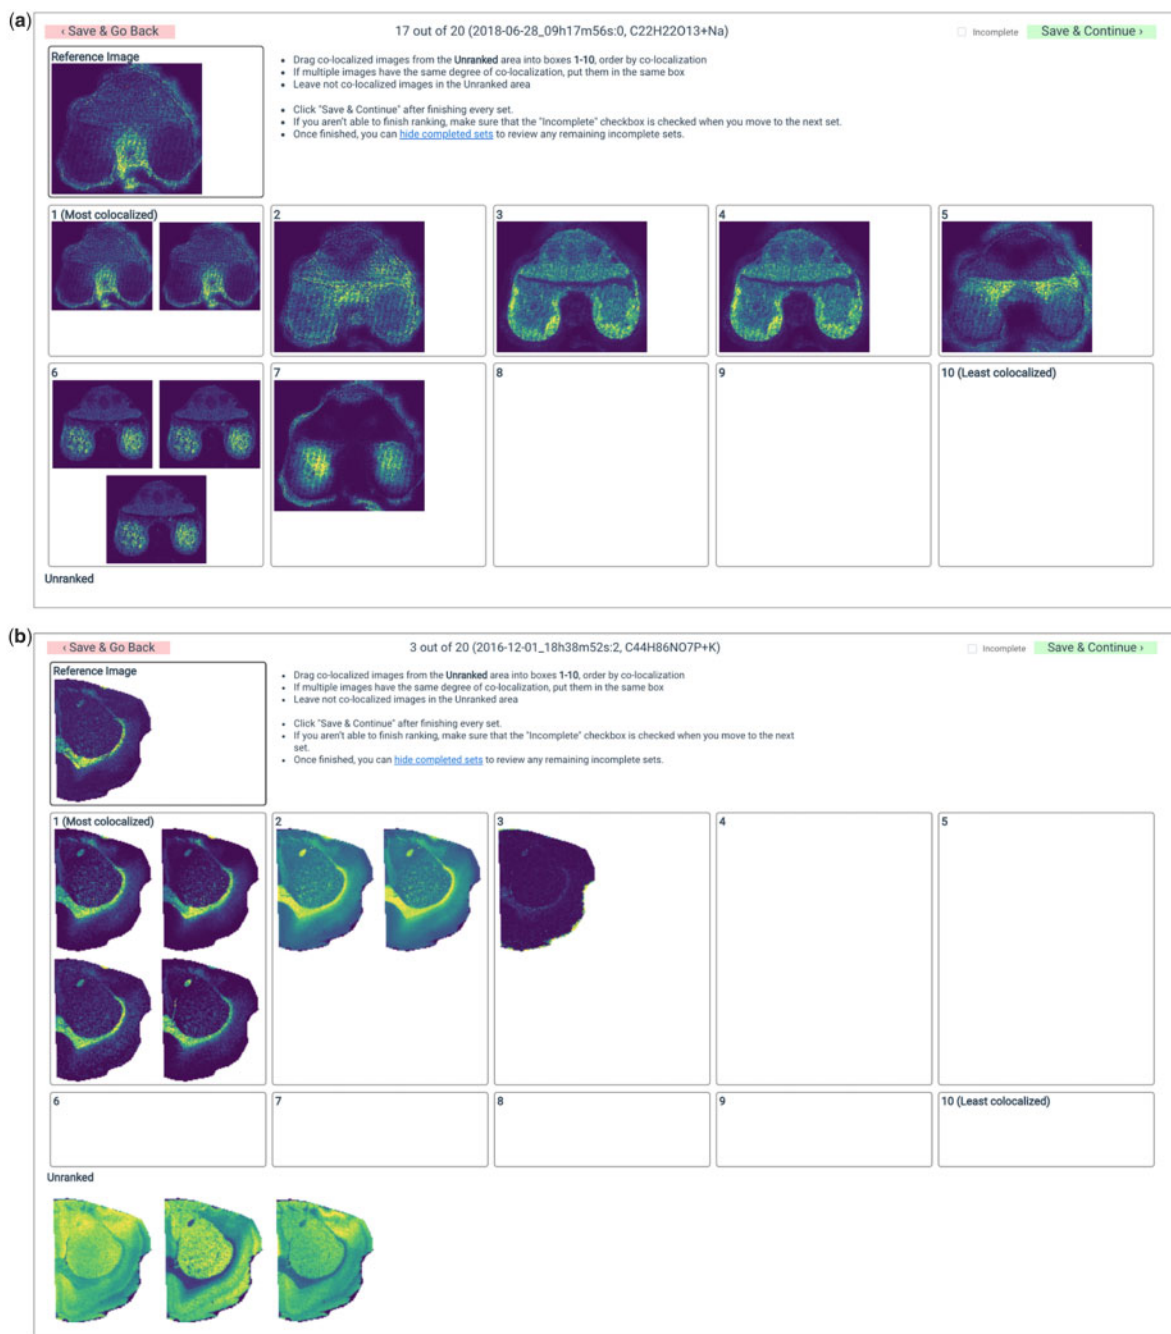 (a)
‹ Save & Go Back
17 out of 20 (2018-06-28_09h17m56s:0, C22H22O13+Na)
Incomplete
Save & Continue ›
Reference Image
• Drag co-localized images from the Unranked area into boxes 1-10, order by co-localization
• If multiple images have the same degree of co-localization, put them in the same box
• Leave not co-localized images in the Unranked area
• Click "Save & Continue" after finishing every set.
• If you aren't able to finish ranking, make sure that the "Incomplete" checkbox is checked when you move to the next set.
• Once finished, you can hide completed sets to review any remaining incomplete sets.
1 (Most colocalized)
2
3
4
5
6
7
8
9
10 (Least colocalized)
Unranked
(b)
‹ Save & Go Back
3 out of 20 (2016-12-01_18h38m52s:2, C44H86NO7P+K)
Incomplete
Save & Continue ›
Reference Image
• Drag co-localized images from the Unranked area into boxes 1-10, order by co-localization
• If multiple images have the same degree of co-localization, put them in the same box
• Leave not co-localized images in the Unranked area
• Click "Save & Continue" after finishing every set.
• If you aren't able to finish ranking, make sure that the "Incomplete" checkbox is checked when you move to the next
set.
• Once finished, you can hide completed sets to review any remaining incomplete sets.
1 (Most colocalized)
2
3
4
5
6
7
8
9
10 (Least colocalized)
Unranked